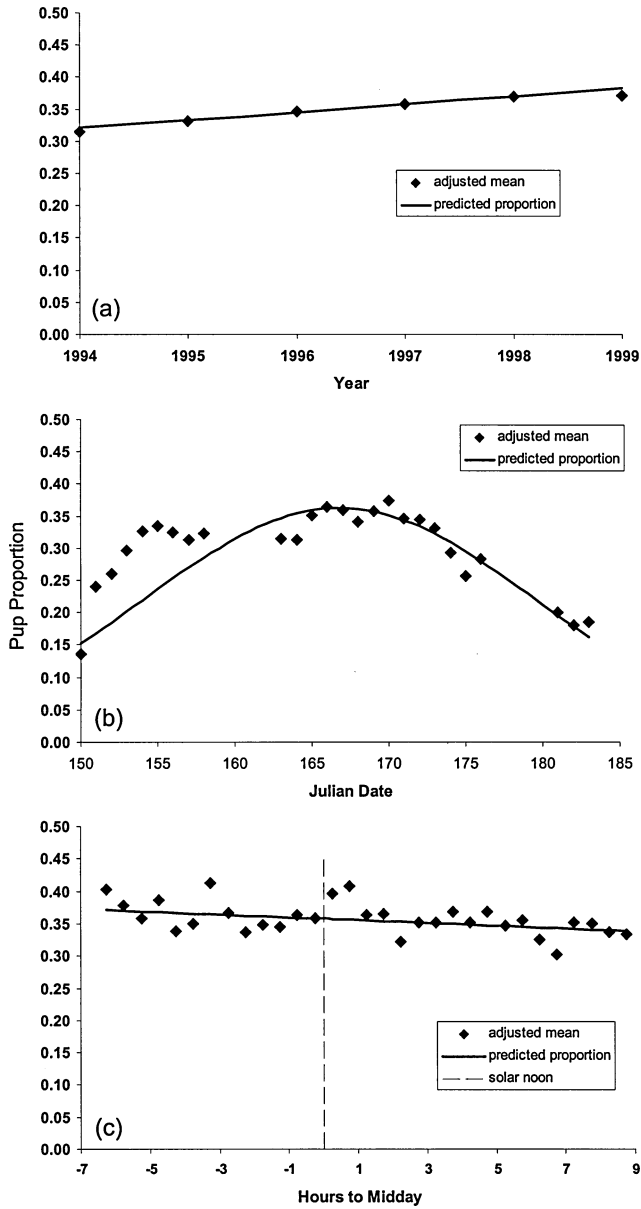 0.50
0.45
0.40
0.35
0.30
0.25
0.20
0.15
0.10
0.05
0.00
adjusted mean
predicted proportion
(a)
1994 1995 1996 1997 1998 1999
Year
Pup Proportion
0.50
0.45
0.40
0.35
0.30
0.25
0.20
0.15
0.10
0.05
0.00
adjusted mean
predicted proportion
(b)
150 155 160 165 170 175 180 185
Julian Date
0.50
0.45
0.40
0.35
0.30
0.25
0.20
0.15
0.10
0.05
0.00
adjusted mean
predicted proportion
solar noon
(c)
-7 -5 -3 -1 1 3 5 7 9
Hours to Midday